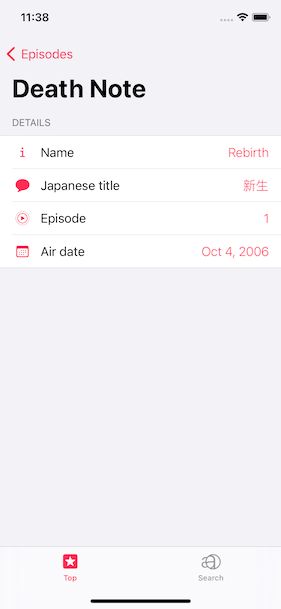 11:38
Episodes
Death Note
DETAILS
Name Rebirth
Japanese title 新生
Episode 1
Air date Oct 4, 2006
Top Search